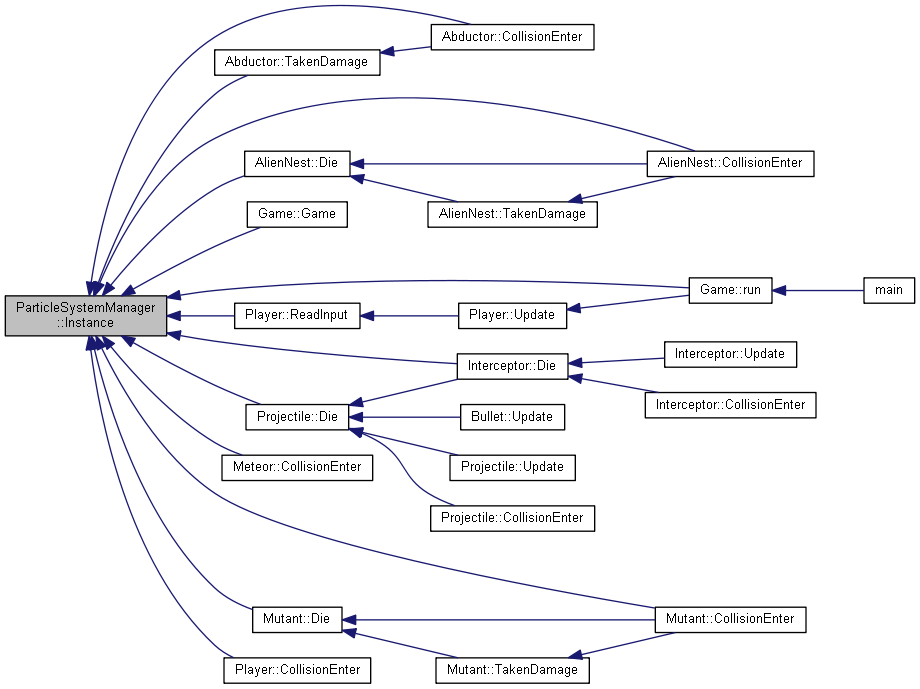 Abductor::CollisionEnter
Abductor::TakenDamage
AlienNest::Die
AlienNest::CollisionEnter
AlienNest::TakenDamage
Game::Game
ParticleSystemManager
::Instance
Game::run
main
Player::ReadInput
Player::Update
Interceptor::Die
Interceptor::Update
Interceptor::CollisionEnter
Projectile::Die
Bullet::Update
Meteor::CollisionEnter
Projectile::Update
Projectile::CollisionEnter
Mutant::Die
Mutant::CollisionEnter
Player::CollisionEnter
Mutant::TakenDamage